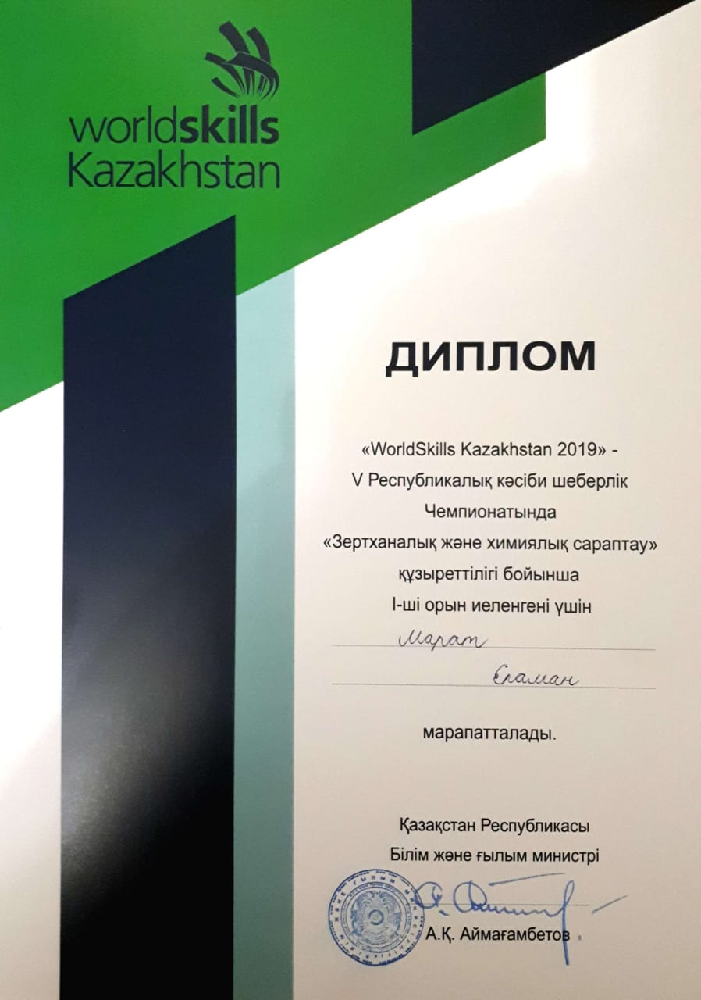 worldskills
Kazakhstan
ДИПЛОМ
«WorldSkills Kazakhstan 2019» -
V Республикалық кәсіби шеберлік
Чемпионатында
«Зертханалық және химиялық сараптау»
құзыреттілігі бойынша
І-ші орын иеленгені үшін
Марат
Еламан
марапатталады.
Қазақстан Республикасы
Білім және ғылым министрі
А.Қ. Аймағамбетов